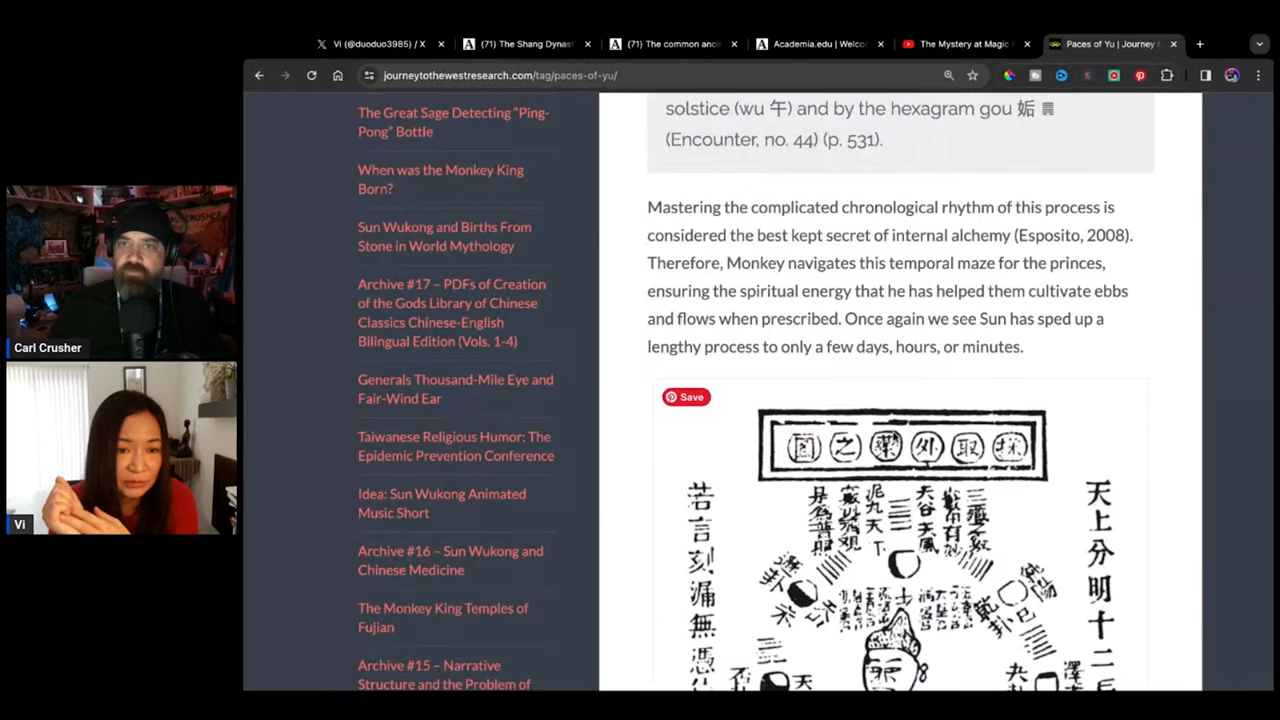 Vi (@duoduo3985) / X
(71) The Shang Dynast
(71) The common anci
Academia.edu | Welco
The Mystery at Magic
Paces of Yu | Journey
journeytothewestresearch.com/tag/paces-of-yu/
The Great Sage Detecting “Ping-
Pong” Bottle
When was the Monkey King
Born?
Sun Wukong and Births From
Stone in World Mythology
Archive #17 – PDFs of Creation
of the Gods Library of Chinese
Classics Chinese-English
Bilingual Edition (Vols. 1-4)
Generals Thousand-Mile Eye and
Fair-Wind Ear
Taiwanese Religious Humor: The
Epidemic Prevention Conference
Idea: Sun Wukong Animated
Music Short
Archive #16 – Sun Wukong and
Chinese Medicine
The Monkey King Temples of
Fujian
Archive #15 – Narrative
Structure and the Problem of
solstice (wu 午) and by the hexagram gou 姤 ䷫
(Encounter, no. 44) (p. 531).
Mastering the complicated chronological rhythm of this process is
considered the best kept secret of internal alchemy (Esposito, 2008).
Therefore, Monkey navigates this temporal maze for the princes,
ensuring the spiritual energy that he has helped them cultivate ebbs
and flows when prescribed. Once again we see Sun has sped up a
lengthy process to only a few days, hours, or minutes.
Save
採取外藥之圖
天上分明十二
若言刻漏無憑
Carl Crusher
Vi